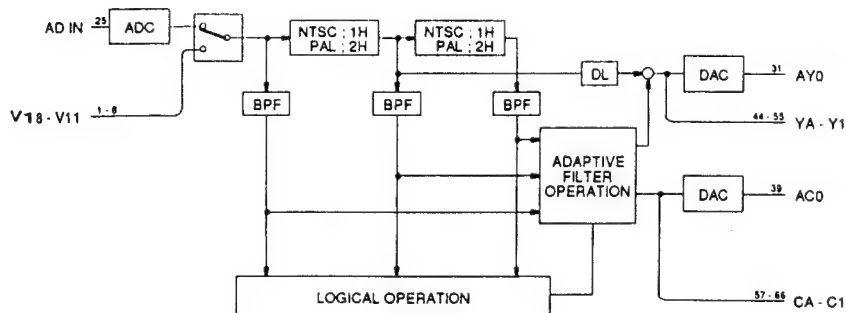 AD IN
25
ADC
NTSC ; 1H
PAL ; 2H
NTSC ; 1H
PAL ; 2H
V18 - V11
1 - 8
BPF
BPF
BPF
DL
DAC
31
AY0
44 - 55
YA - Y1
ADAPTIVE
FILTER
OPERATION
DAC
39
AC0
LOGICAL OPERATION
57 - 66
CA - C1